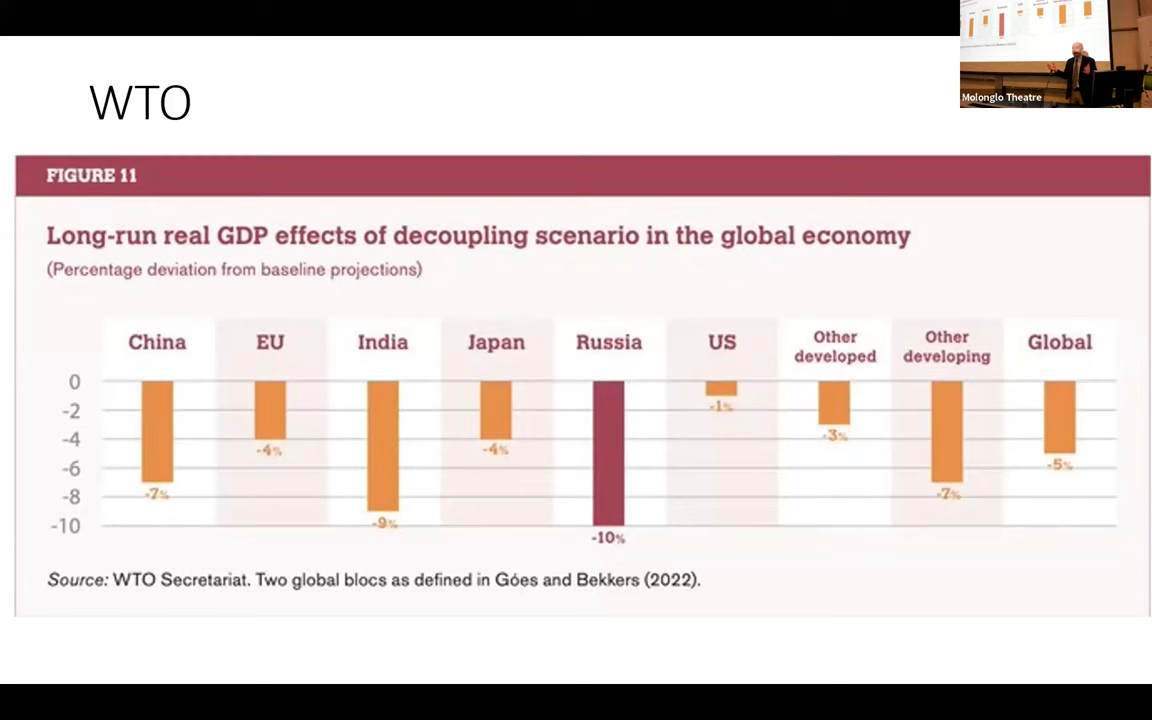 WTO
Molonglo Theatre
FIGURE 11
Long-run real GDP effects of decoupling scenario in the global economy
(Percentage deviation from baseline projections)
China EU India Japan Russia US Other developed Other developing Global
0
-2
-4
-6
-8
-10
-7% -4% -9% -4% -10% -1% -3% -7% -5%
Source: WTO Secretariat. Two global blocs as defined in Góes and Bekkers (2022).